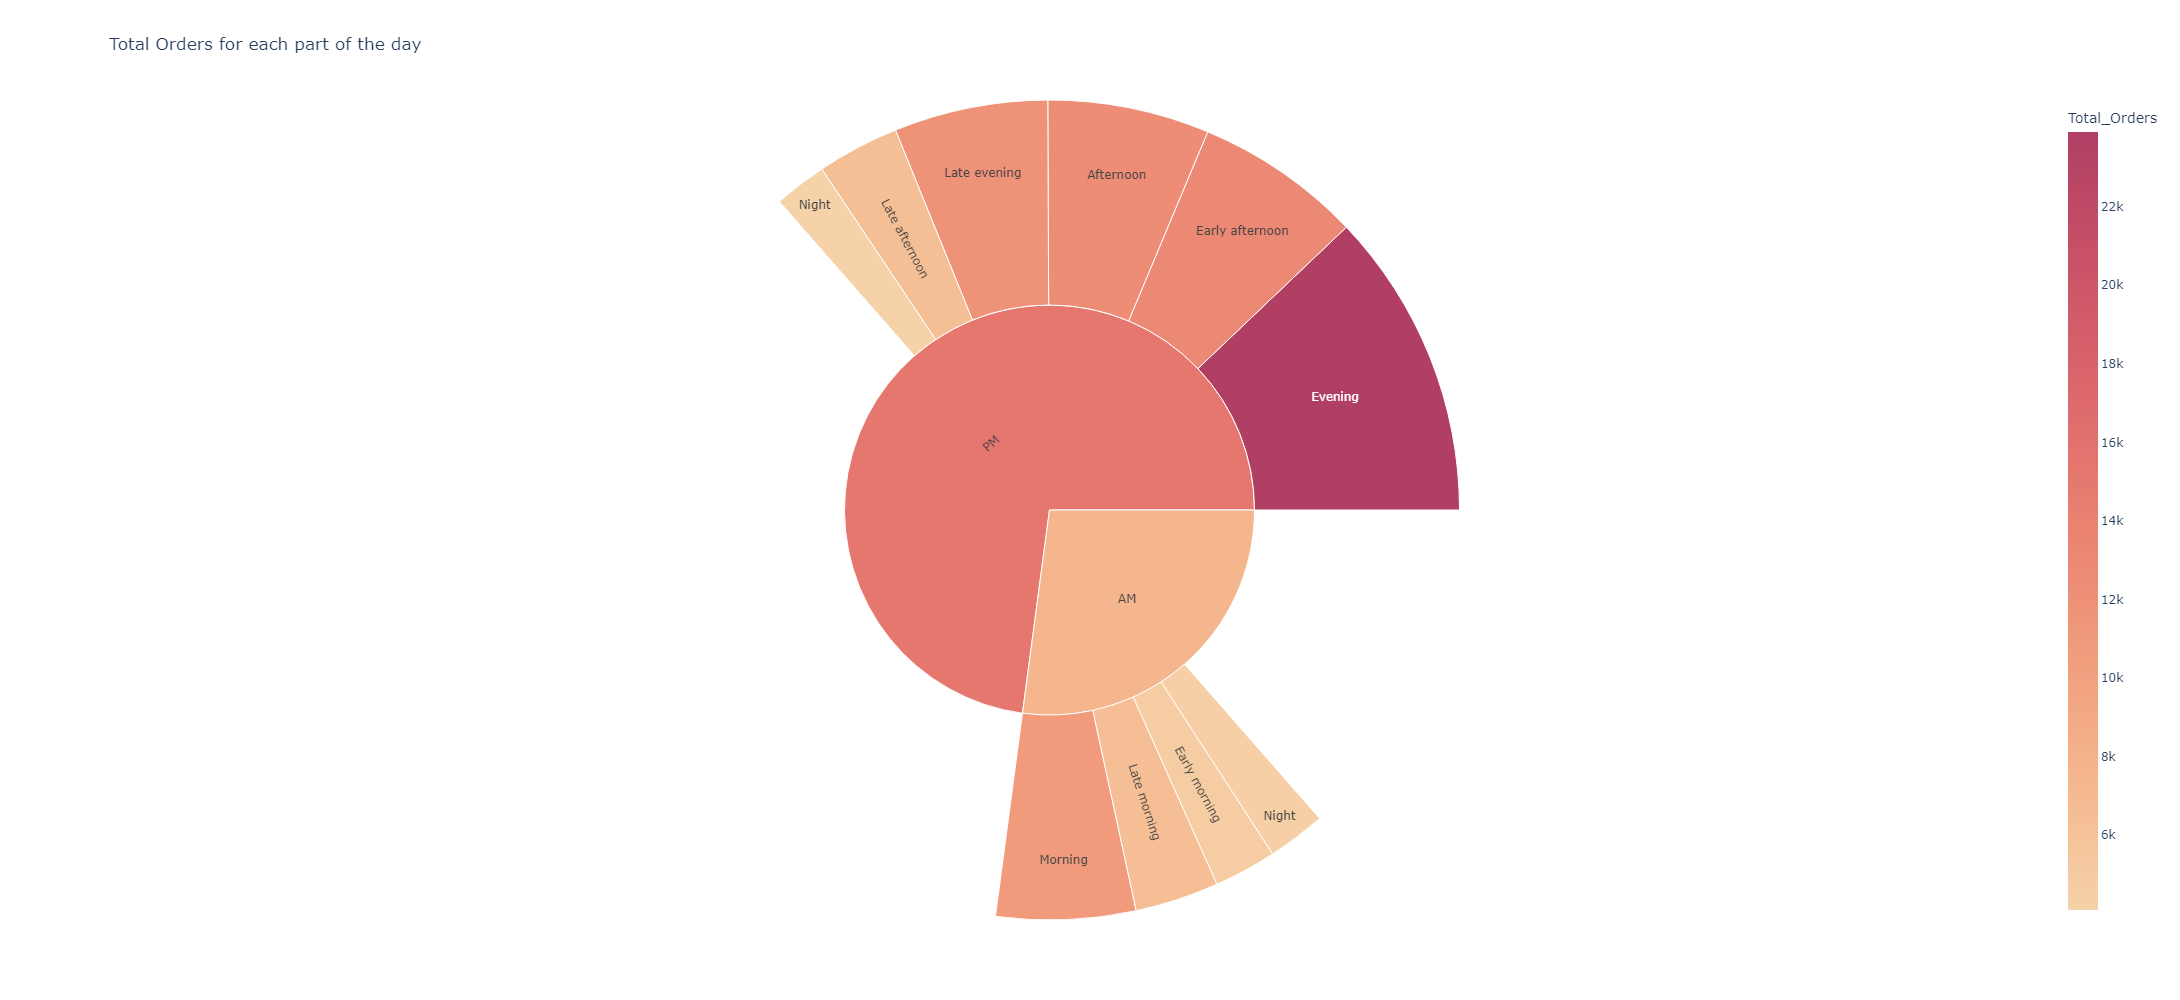 Total Orders for each part of the day
Total_Orders
22k
20k
18k
16k
14k
12k
10k
8k
6k
Late evening
Afternoon
Night
Late afternoon
Early afternoon
Evening
PM
AM
Late morning
Early morning
Night
Morning